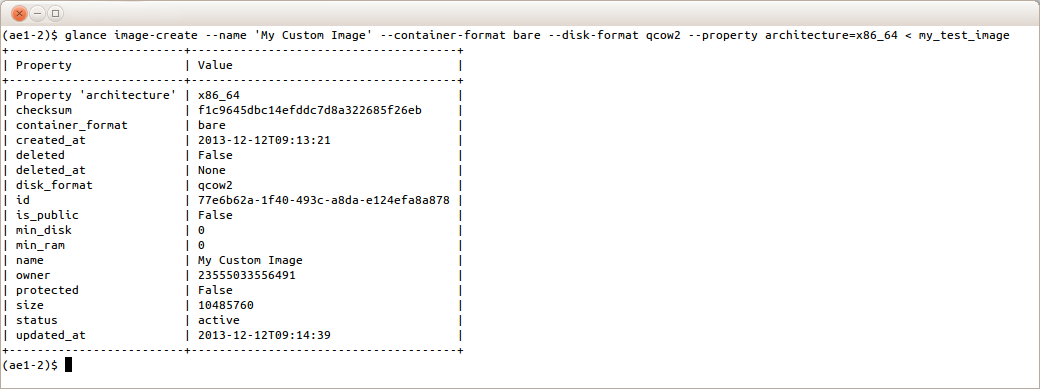 (ae1-2)$ glance image-create --name 'My Custom Image' --container-format bare --disk-format qcow2 --property architecture=x86_64 < my_test_image
+-------------------------+--------------------------------------+
| Property                | Value                                |
+-------------------------+--------------------------------------+
| Property 'architecture' | x86_64                               |
| checksum                | f1c9645dbc14efddc7d8a322685f26eb     |
| container_format        | bare                                 |
| created_at              | 2013-12-12T09:13:21                  |
| deleted                 | False                                |
| deleted_at              | None                                 |
| disk_format             | qcow2                                |
| id                      | 77e6b62a-1f40-493c-a8da-e124efa8a878 |
| is_public               | False                                |
| min_disk                | 0                                    |
| min_ram                 | 0                                    |
| name                    | My Custom Image                      |
| owner                   | 23555033556491                       |
| protected               | False                                |
| size                    | 10485760                             |
| status                  | active                               |
| updated_at              | 2013-12-12T09:14:39                  |
+-------------------------+--------------------------------------+
(ae1-2)$